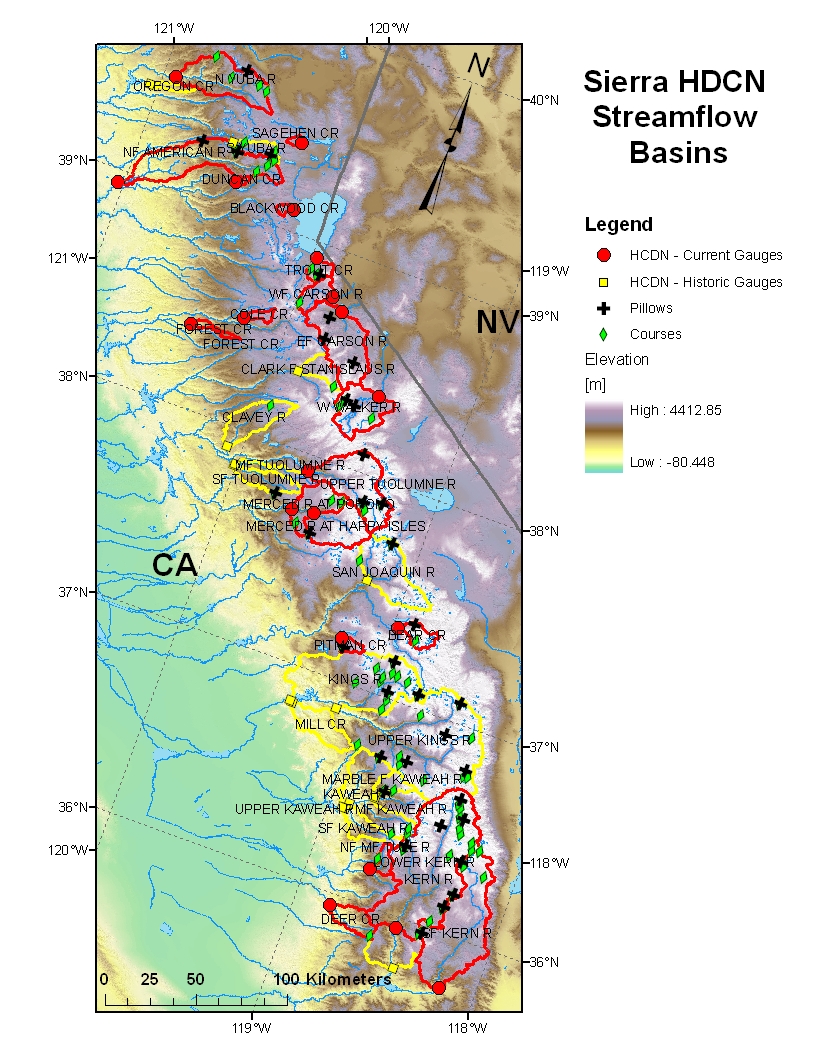 121°W
120°W
N
Sierra HDCN
Streamflow
Basins
40°N
N YUBA R
OREGON CR
SAGEHEN CR
NF AMERICAN R
S YUBA R
39°N
DUNCAN CR
BLACKWOOD CR
Legend
HCDN - Current Gauges
HCDN - Historic Gauges
Pillows
Courses
Elevation
[m]
High : 4412.85
Low : -80.448
121°W
119°W
TROUT CR
WF CARSON R
39°N
COLE CR
NV
FOREST CR
FOREST CR
EF CARSON R
CLARK F STANISLAUS R
38°N
W WALKER R
CLAVEY R
MF TUOLUMNE R
SF TUOLUMNE R
UPPER TUOLUMNE R
MERCED R AT POHONO
MERCED R AT HAPPY ISLES
38°N
CA
SAN JOAQUIN R
37°N
BEAR CR
PITMAN CR
KINGS R
MILL CR
UPPER KINGS R
37°N
MARBLE F KAWEAH R
KAWEAH R
36°N
UPPER KAWEAH R
MF KAWEAH R
SF KAWEAH R
120°W
NF MF TULE R
LOWER KERN R
118°W
KERN R
DEER CR
SF KERN R
36°N
0 25 50 100 Kilometers
119°W
118°W